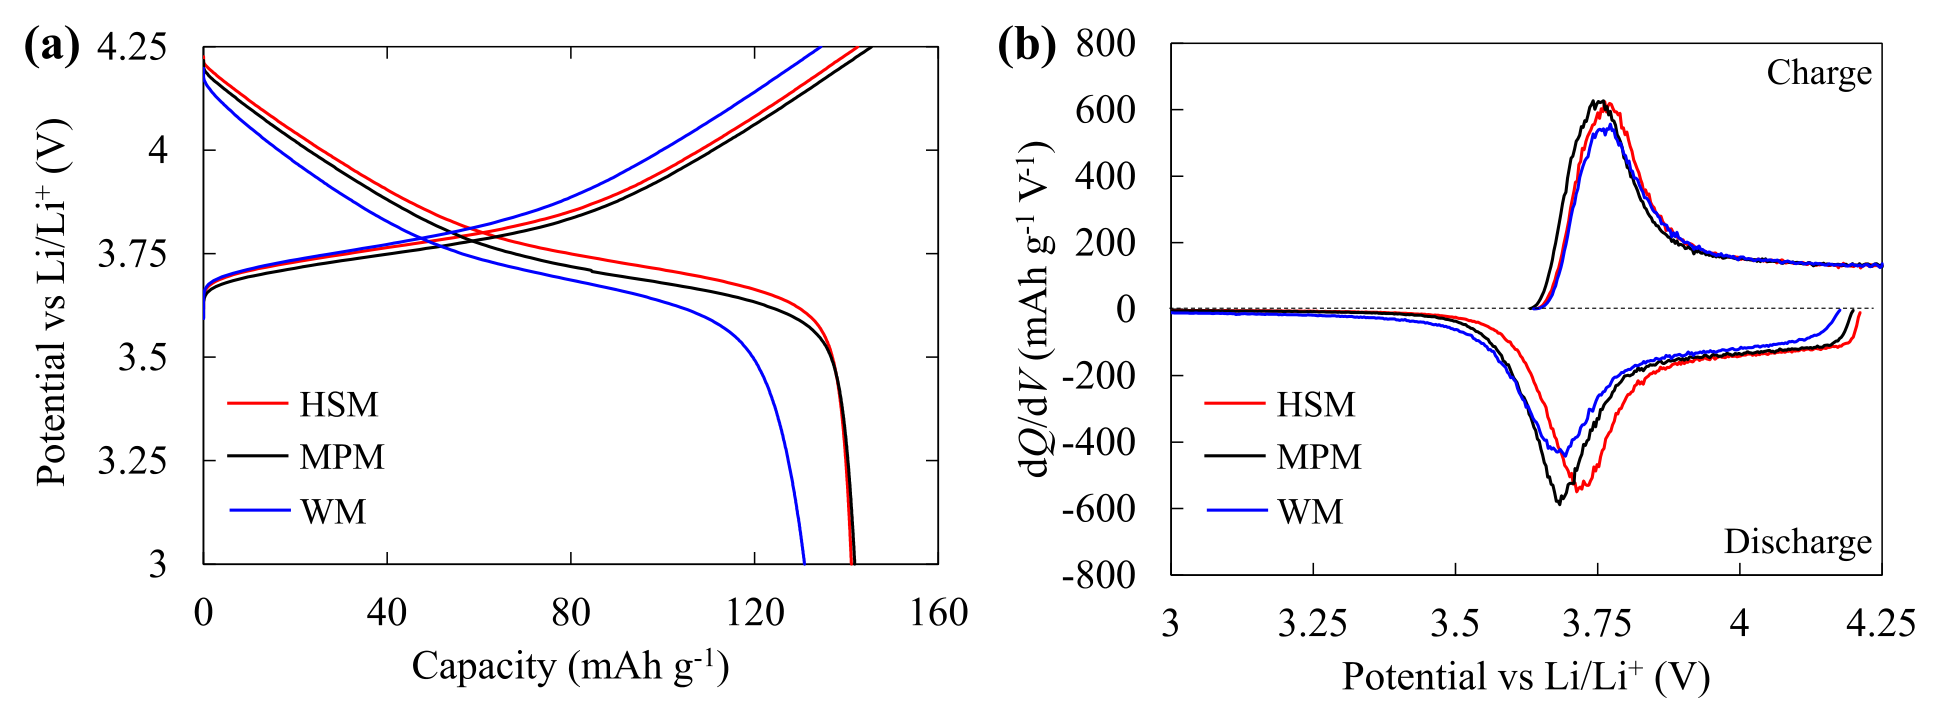 (a)
4.25
4
3.75
3.5
3.25
3
Potential vs Li/Li⁺ (V)
HSM
MPM
WM
0 40 80 120 160
Capacity (mAh g⁻¹)
(b)
800
600
400
200
0
-200
-400
-600
-800
dQ/dV (mAh g⁻¹ V⁻¹)
Charge
HSM
MPM
WM
Discharge
3 3.25 3.5 3.75 4 4.25
Potential vs Li/Li⁺ (V)